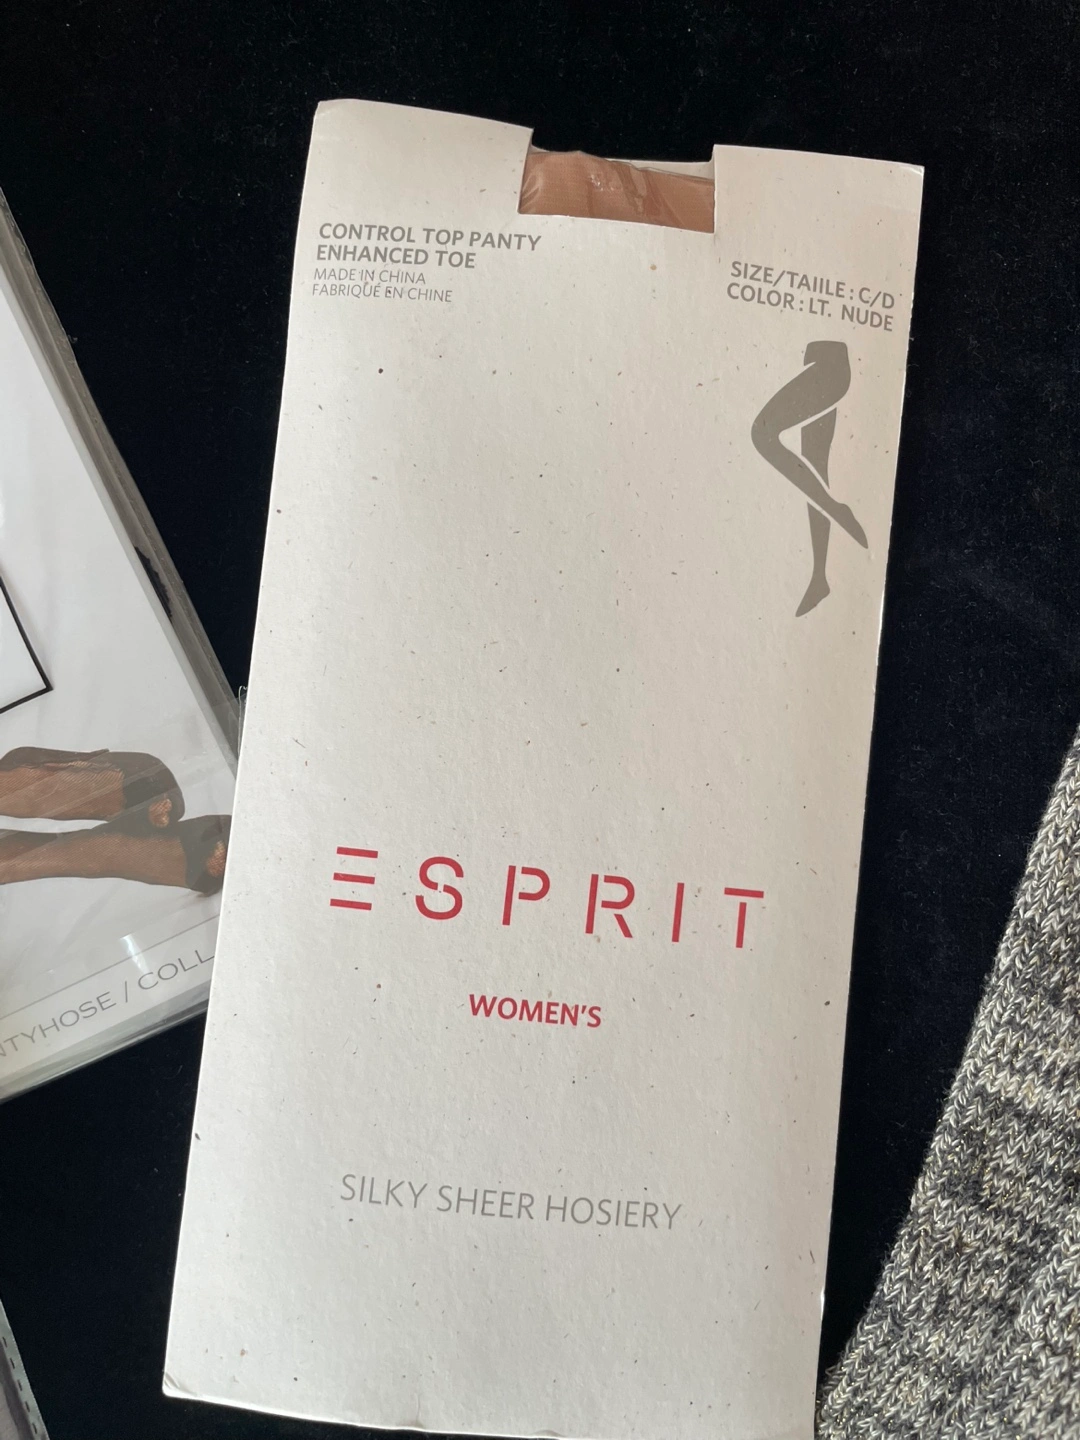 CONTROL TOP PANTY
ENHANCED TOE
MADE IN CHINA
FABRIQUÉ EN CHINE
SIZE/TAIILE : C/D
COLOR : LT. NUDE
ESPRIT
WOMEN'S
SILKY SHEER HOSIERY
NTYHOSE / COLL